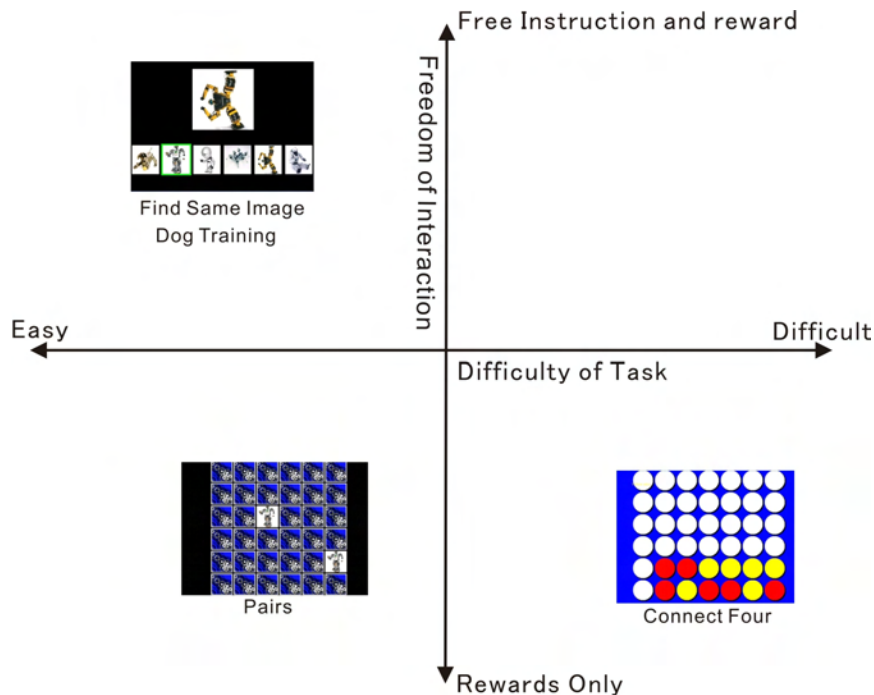 Free Instruction and reward
Freedom of
Interaction
Find Same Image
Dog Training
Easy
Difficult
Difficulty of Task
Pairs
Connect Four
Rewards Only